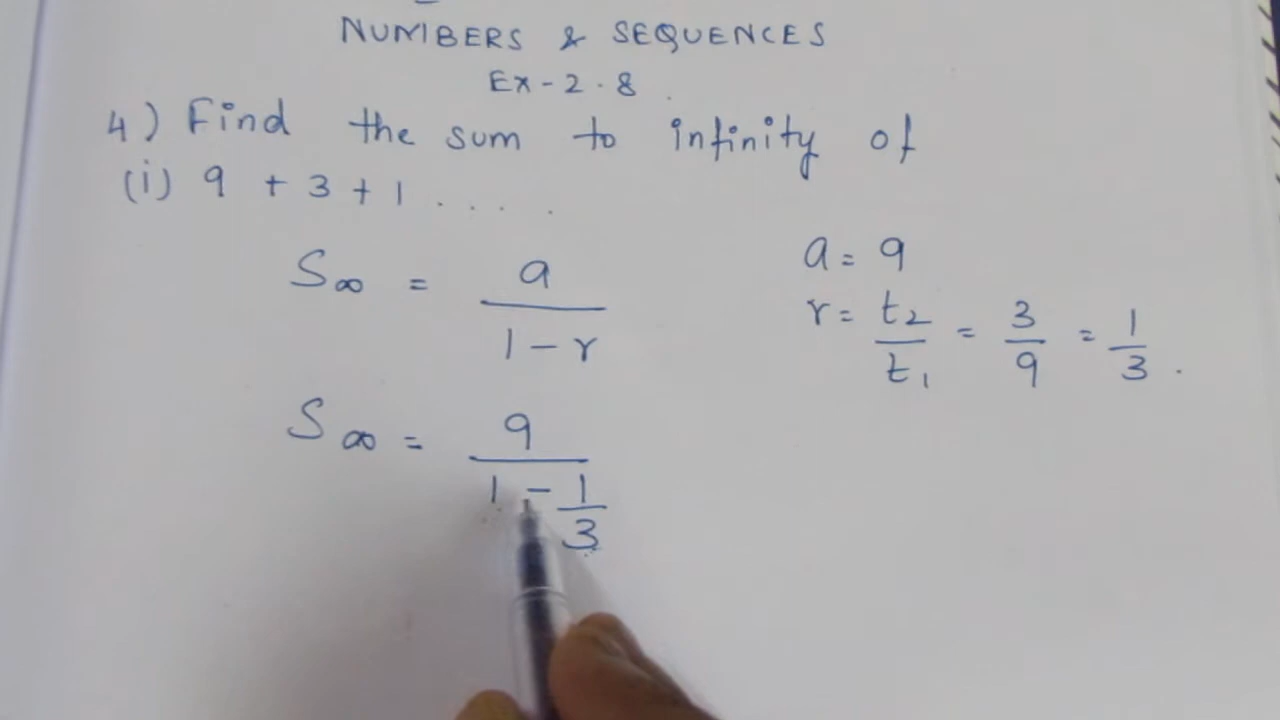 NUMBERS & SEQUENCES
Ex-2.8
4) Find the sum to infinity of
(i) 9 + 3 + 1 . . . . .
S∞ = a / 1 - r
a = 9
r = t2 / t1 = 3 / 9 = 1 / 3 .
S∞ = 9 / 1 - 1 / 3